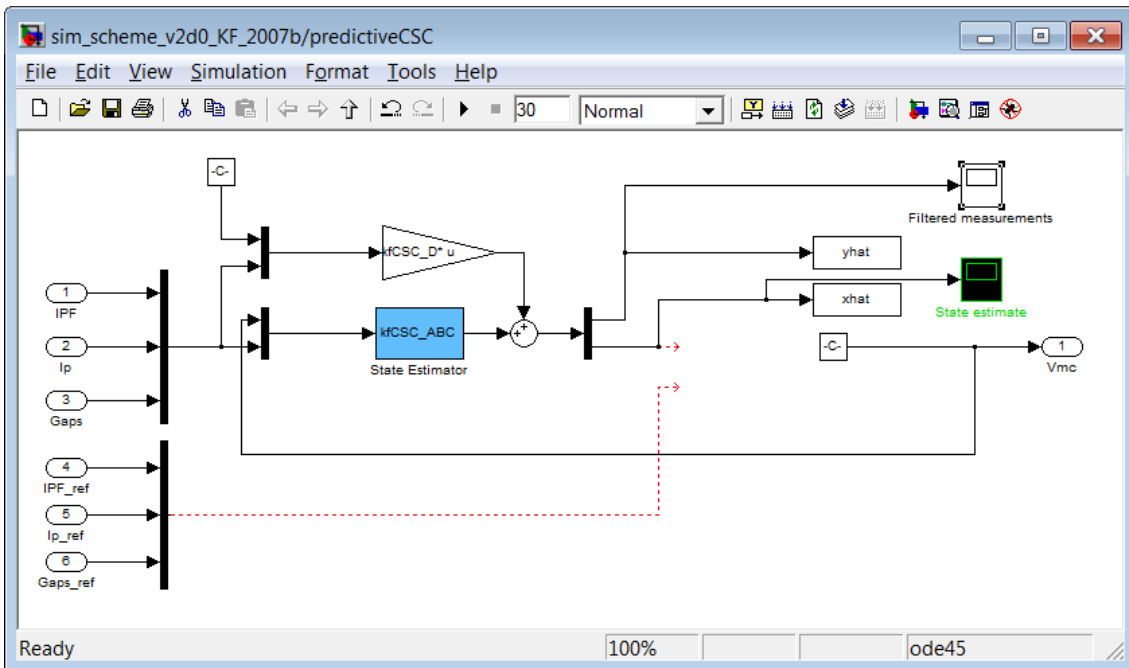 sim_scheme_v2d0_KF_2007b/predictiveCSC
File Edit View Simulation Format Tools Help
30 Normal
-C-
Filtered measurements
kfCSC_D* u
yhat
1
IPF
xhat
State estimate
2
Ip
kfCSC_ABC
State Estimator
-C-
1
Vmc
3
Gaps
4
IPF_ref
5
Ip_ref
6
Gaps_ref
Ready 100% ode45